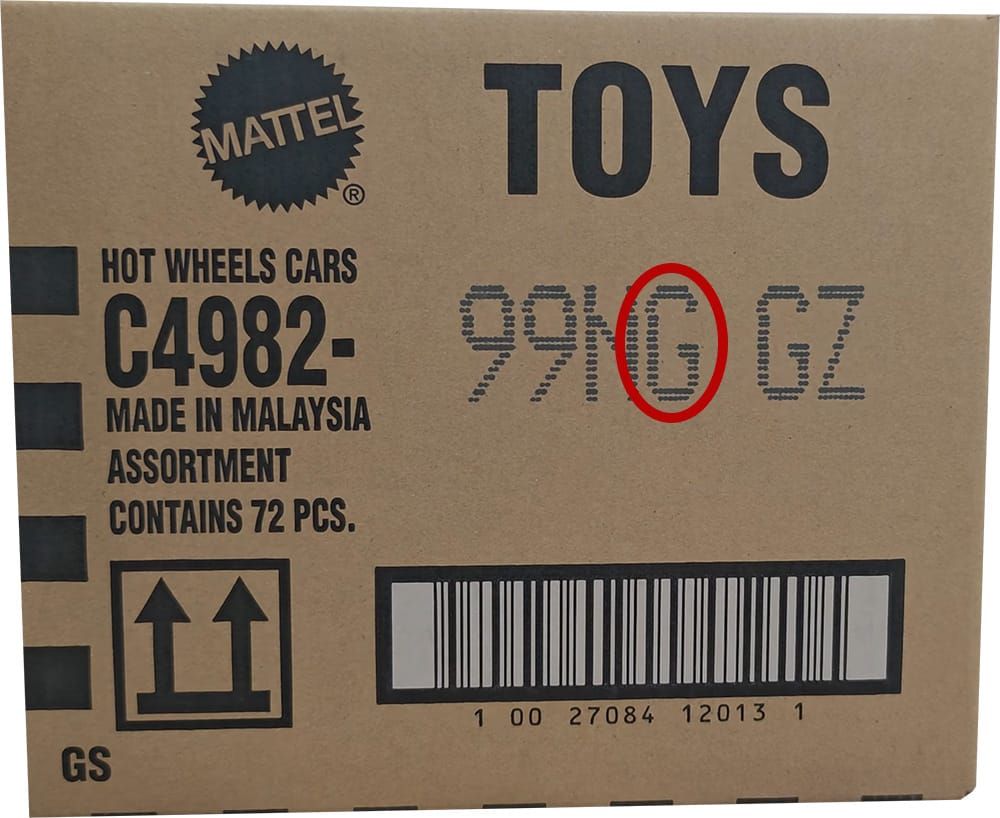 MATTEL
®
TOYS
HOT WHEELS CARS
C4982-
99NG GZ
MADE IN MALAYSIA
ASSORTMENT
CONTAINS 72 PCS.
1 00 27084 12013 1
GS